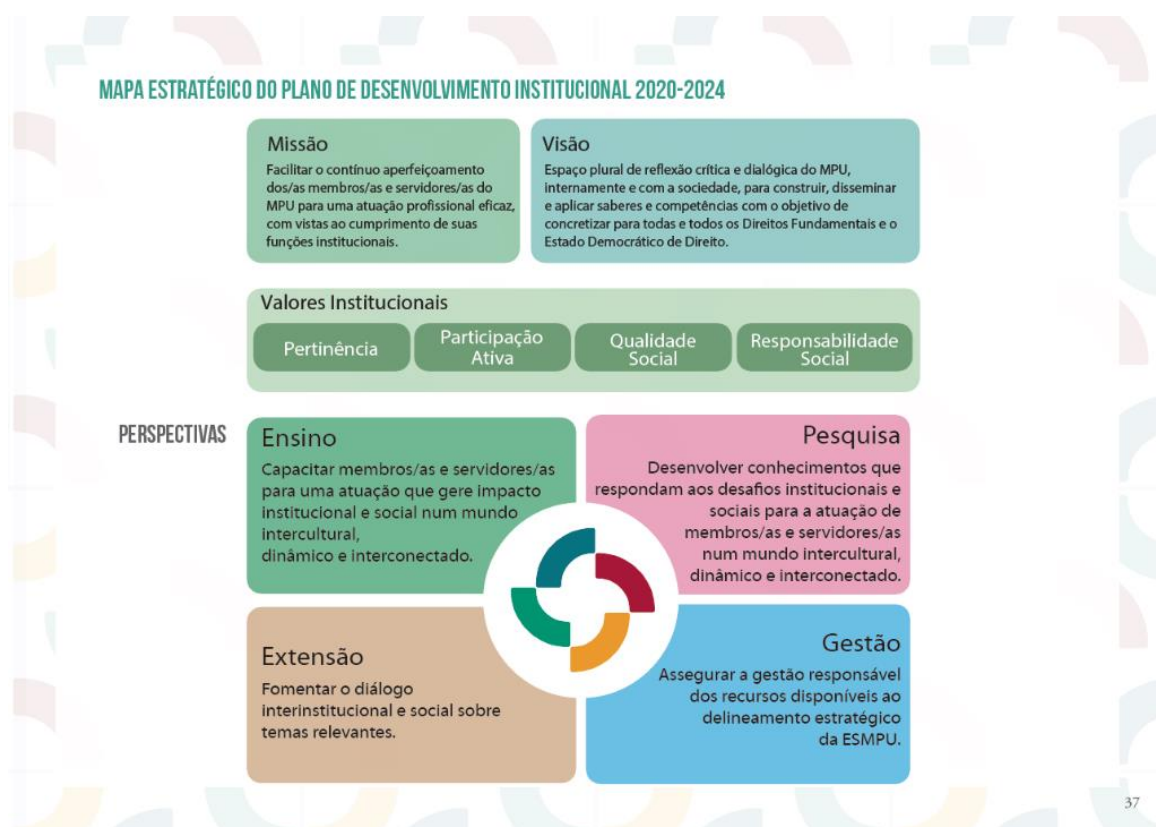 MAPA ESTRATÉGICO DO PLANO DE DESENVOLVIMENTO INSTITUCIONAL 2020-2024
Missão
Facilitar o contínuo aperfeiçoamento
dos/as membros/as e servidores/as do
MPU para uma atuação profissional eficaz,
com vistas ao cumprimento de suas
funções institucionais.
Visão
Espaço plural de reflexão crítica e dialógica do MPU,
internamente e com a sociedade, para construir, disseminar
e aplicar saberes e competências com o objetivo de
concretizar para todas e todos os Direitos Fundamentais e o
Estado Democrático de Direito.
Valores Institucionais
Pertinência
Participação
Ativa
Qualidade
Social
Responsabilidade
Social
PERSPECTIVAS
Ensino
Capacitar membros/as e servidores/as
para uma atuação que gere impacto
institucional e social num mundo
intercultural,
dinâmico e interconectado.
Pesquisa
Desenvolver conhecimentos que
respondam aos desafios institucionais e
sociais para a atuação de
membros/as e servidores/as
num mundo intercultural,
dinâmico e interconectado.
Extensão
Fomentar o diálogo
interinstitucional e social sobre
temas relevantes.
Gestão
Assegurar a gestão responsável
dos recursos disponíveis ao
delineamento estratégico
da ESMPU.
37